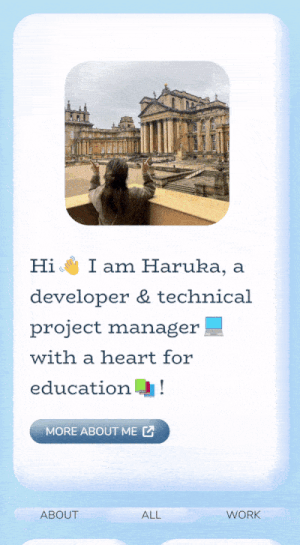 Hi👋 I am Haruka, a
developer & technical
project manager💻
with a heart for
education📚!
MORE ABOUT ME
ABOUT ALL WORK